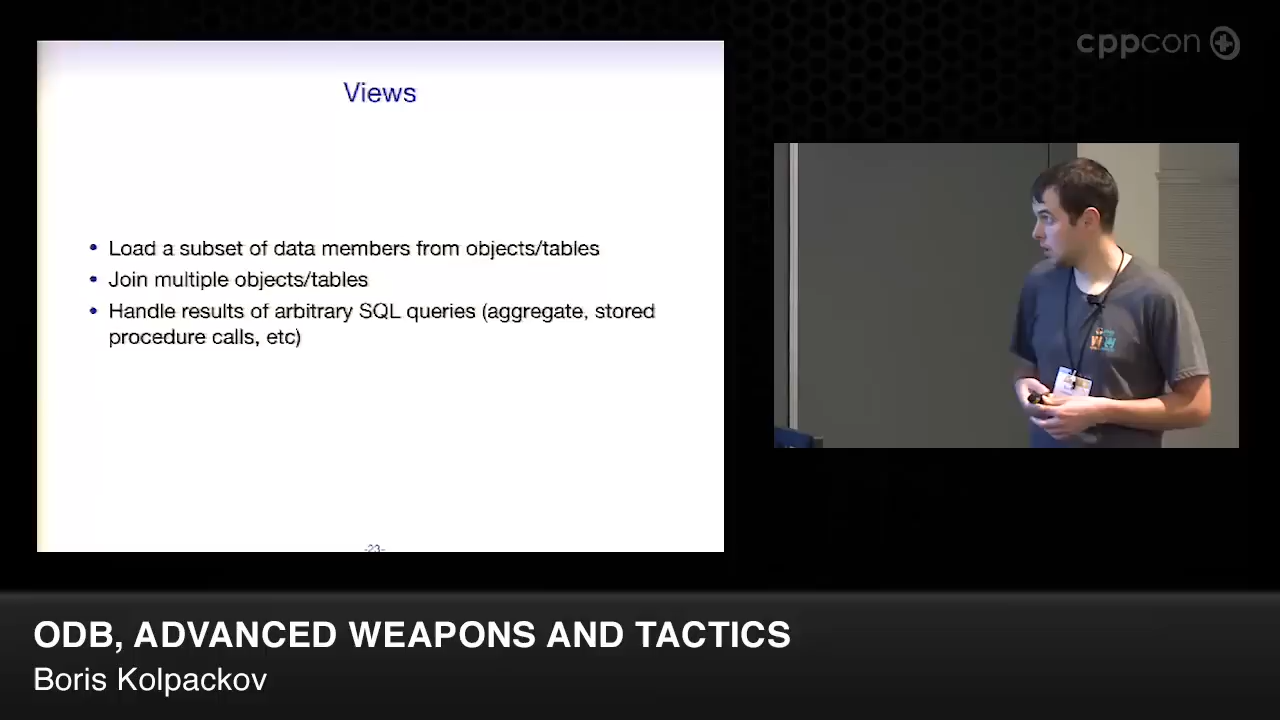 cppcon
Views
• Load a subset of data members from objects/tables
• Join multiple objects/tables
• Handle results of arbitrary SQL queries (aggregate, stored
procedure calls, etc)
-23-
ODB, ADVANCED WEAPONS AND TACTICS
Boris Kolpackov